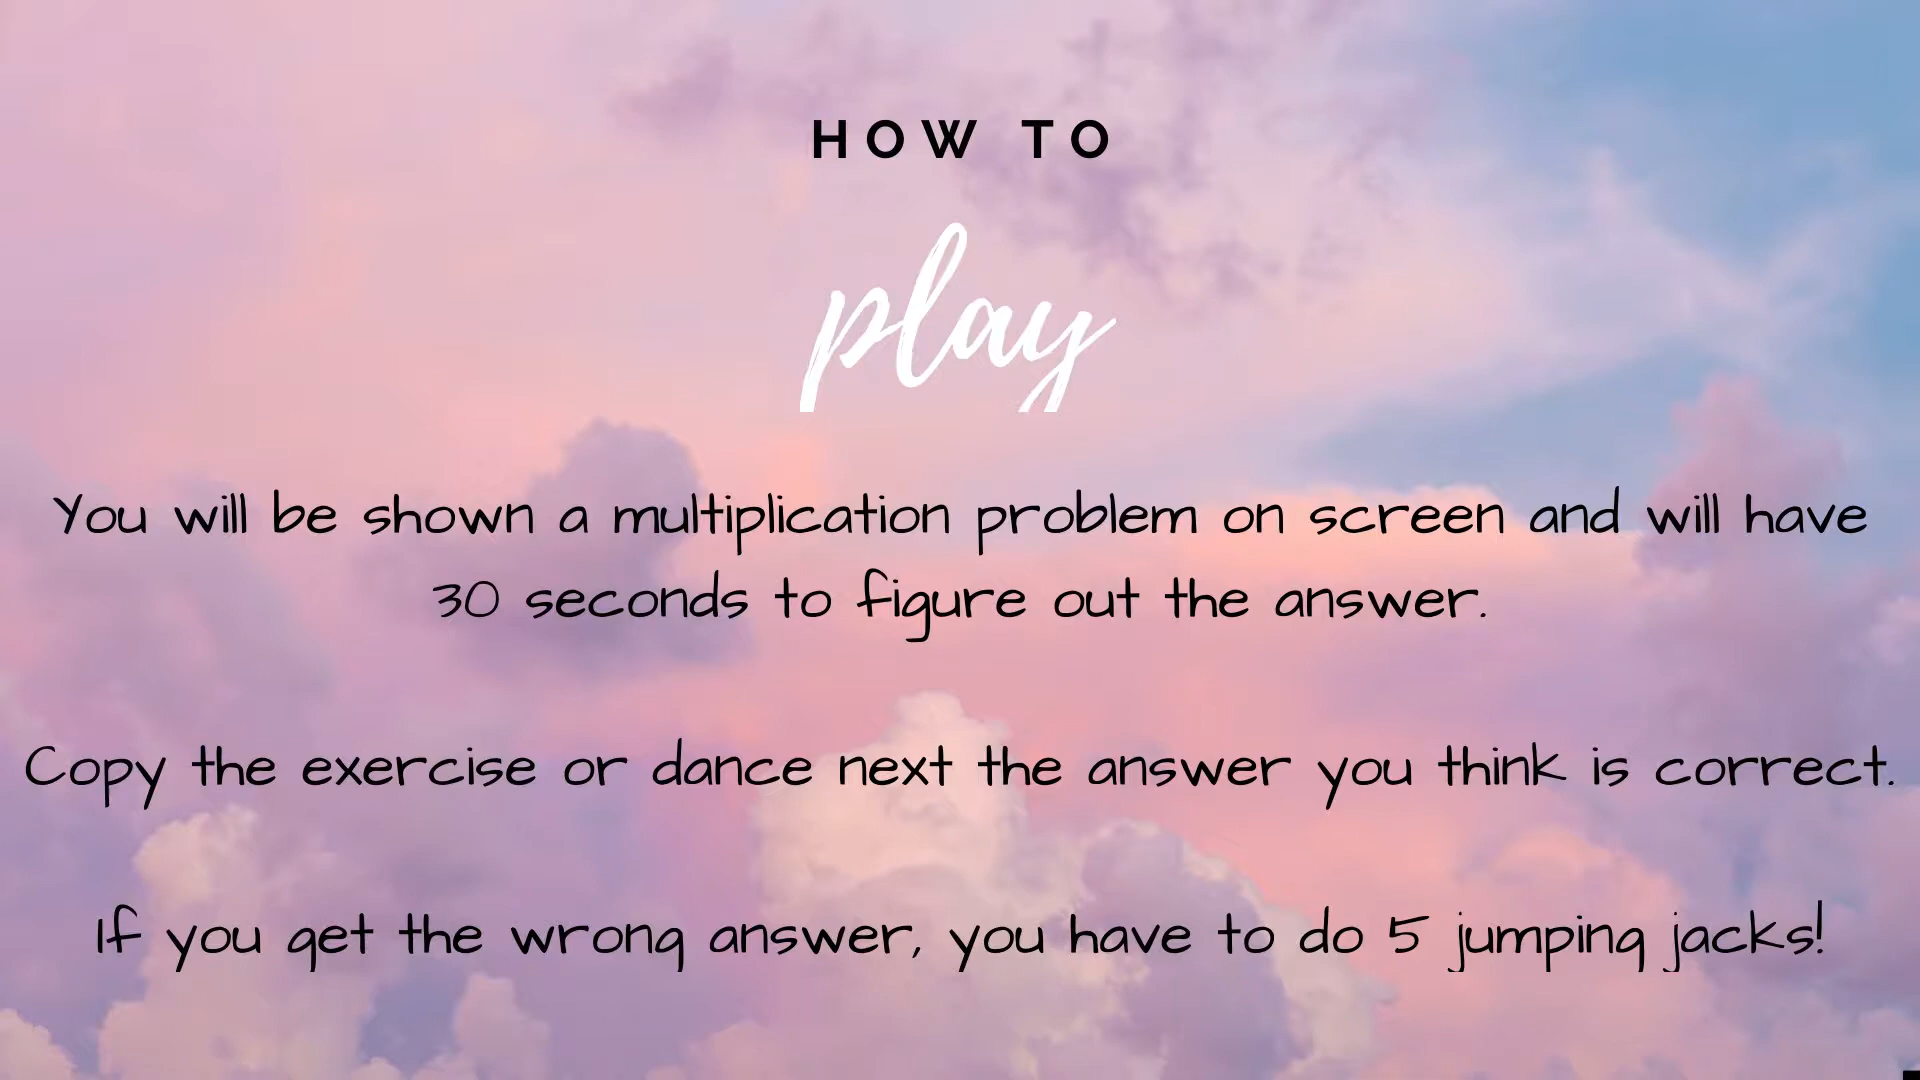 HOW TO
play
You will be shown a multiplication problem on screen and will have
30 seconds to figure out the answer.
Copy the exercise or dance next the answer you think is correct.
If you get the wrong answer, you have to do 5 jumping jacks!